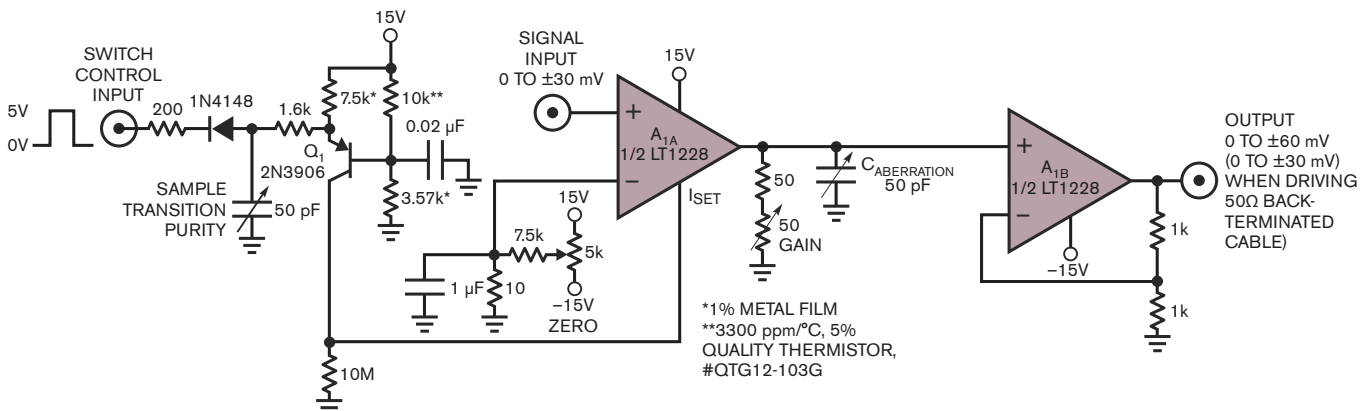 SWITCH
CONTROL
INPUT
5V
0V
200
1N4148
1.6k
SAMPLE
TRANSITION
PURITY
50 pF
15V
7.5k*
10k**
Q1
2N3906
0.02 µF
3.57k*
10M
SIGNAL
INPUT
0 TO ±30 mV
15V
+
A1A
1/2 LT1228
−
ISET
15V
7.5k
5k
1 µF
10
−15V
ZERO
50
50
GAIN
CABERRATION
50 pF
*1% METAL FILM
**3300 ppm/°C, 5%
QUALITY THERMISTOR,
#QTG12-103G
+
A1B
1/2 LT1228
−
−15V
1k
1k
OUTPUT
0 TO ±60 mV
(0 TO ±30 mV)
WHEN DRIVING
50Ω BACK-
TERMINATED
CABLE)